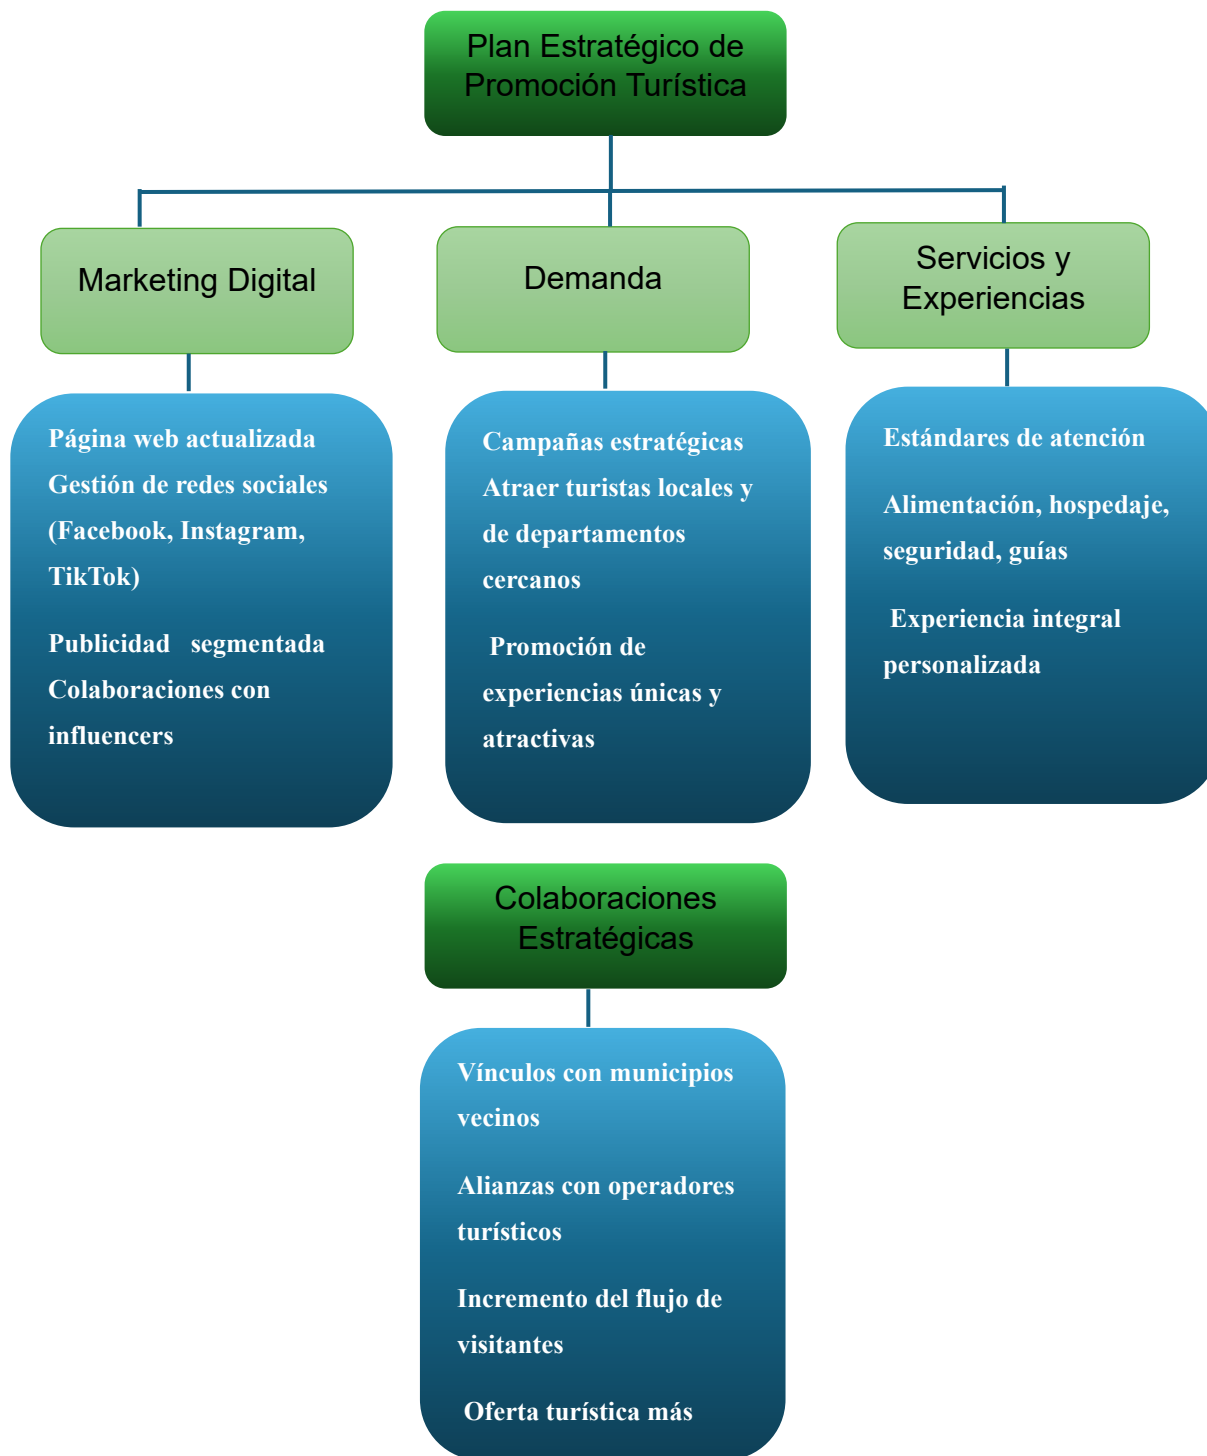 Plan Estratégico de
Promoción Turística
Marketing Digital
Demanda
Servicios y
Experiencias
Página web actualizada
Gestión de redes sociales
(Facebook, Instagram,
TikTok)
Publicidad segmentada
Colaboraciones con
influencers
Campañas estratégicas
Atraer turistas locales y
de departamentos
cercanos
Promoción de
experiencias únicas y
atractivas
Estándares de atención
Alimentación, hospedaje,
seguridad, guías
Experiencia integral
personalizada
Colaboraciones
Estratégicas
Vínculos con municipios
vecinos
Alianzas con operadores
turísticos
Incremento del flujo de
visitantes
Oferta turística más